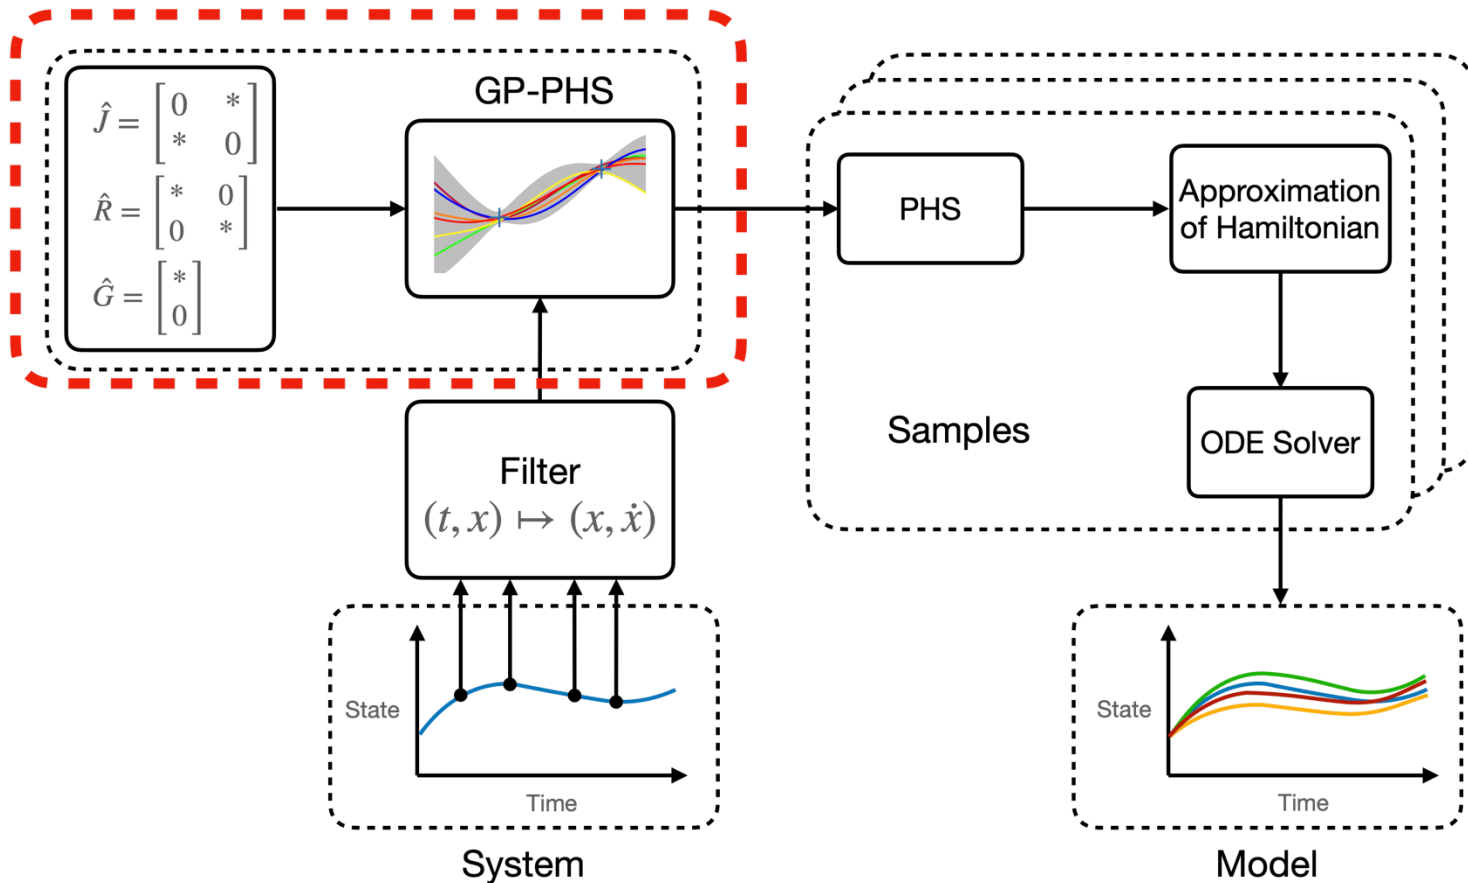 GP-PHS
Ĵ = [0 * * 0]
R̂ = [* 0 0 *]
Ĝ = [* 0]
PHS
Approximation
of Hamiltonian
Samples
ODE Solver
Filter
(t, x) ↦ (x, ẋ)
State
Time
System
State
Time
Model